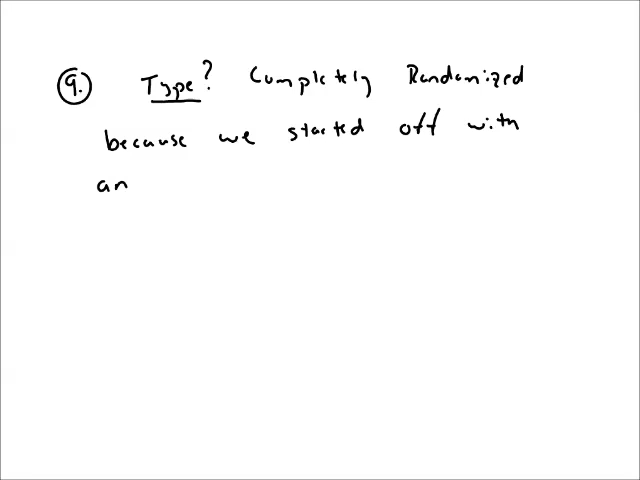 9. Type? Completely Randomized
because we started off with
an